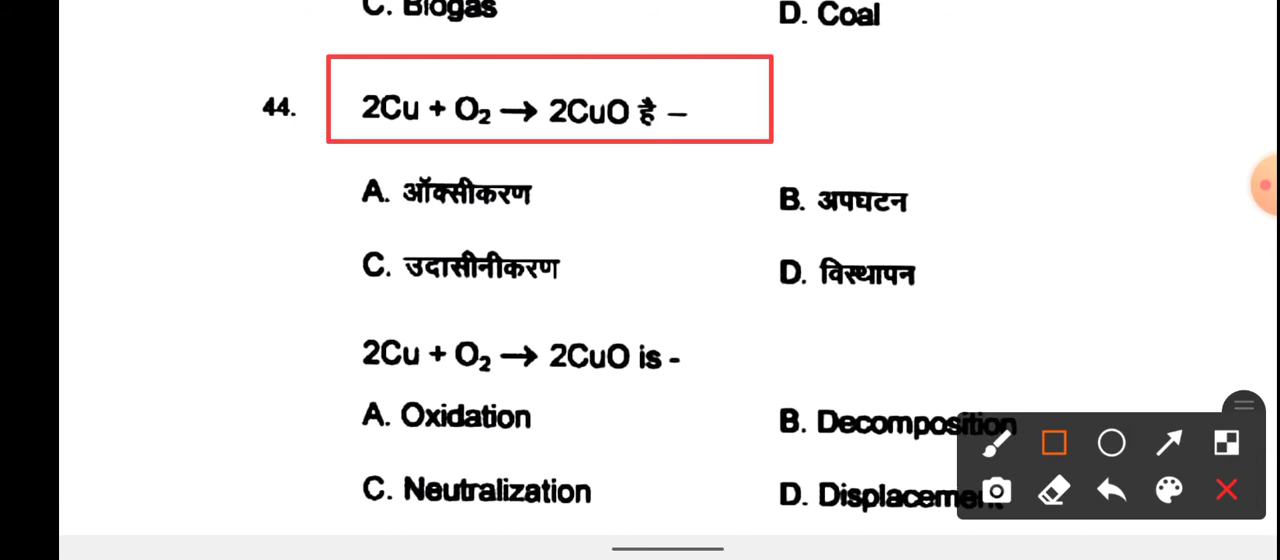 C. Biogas D. Coal
44. 2Cu + O₂ → 2CuO है –
A. ऑक्सीकरण B. अपघटन
C. उदासीनीकरण D. विस्थापन
2Cu + O₂ → 2CuO is -
A. Oxidation B. Decomposition
C. Neutralization D. Displacement